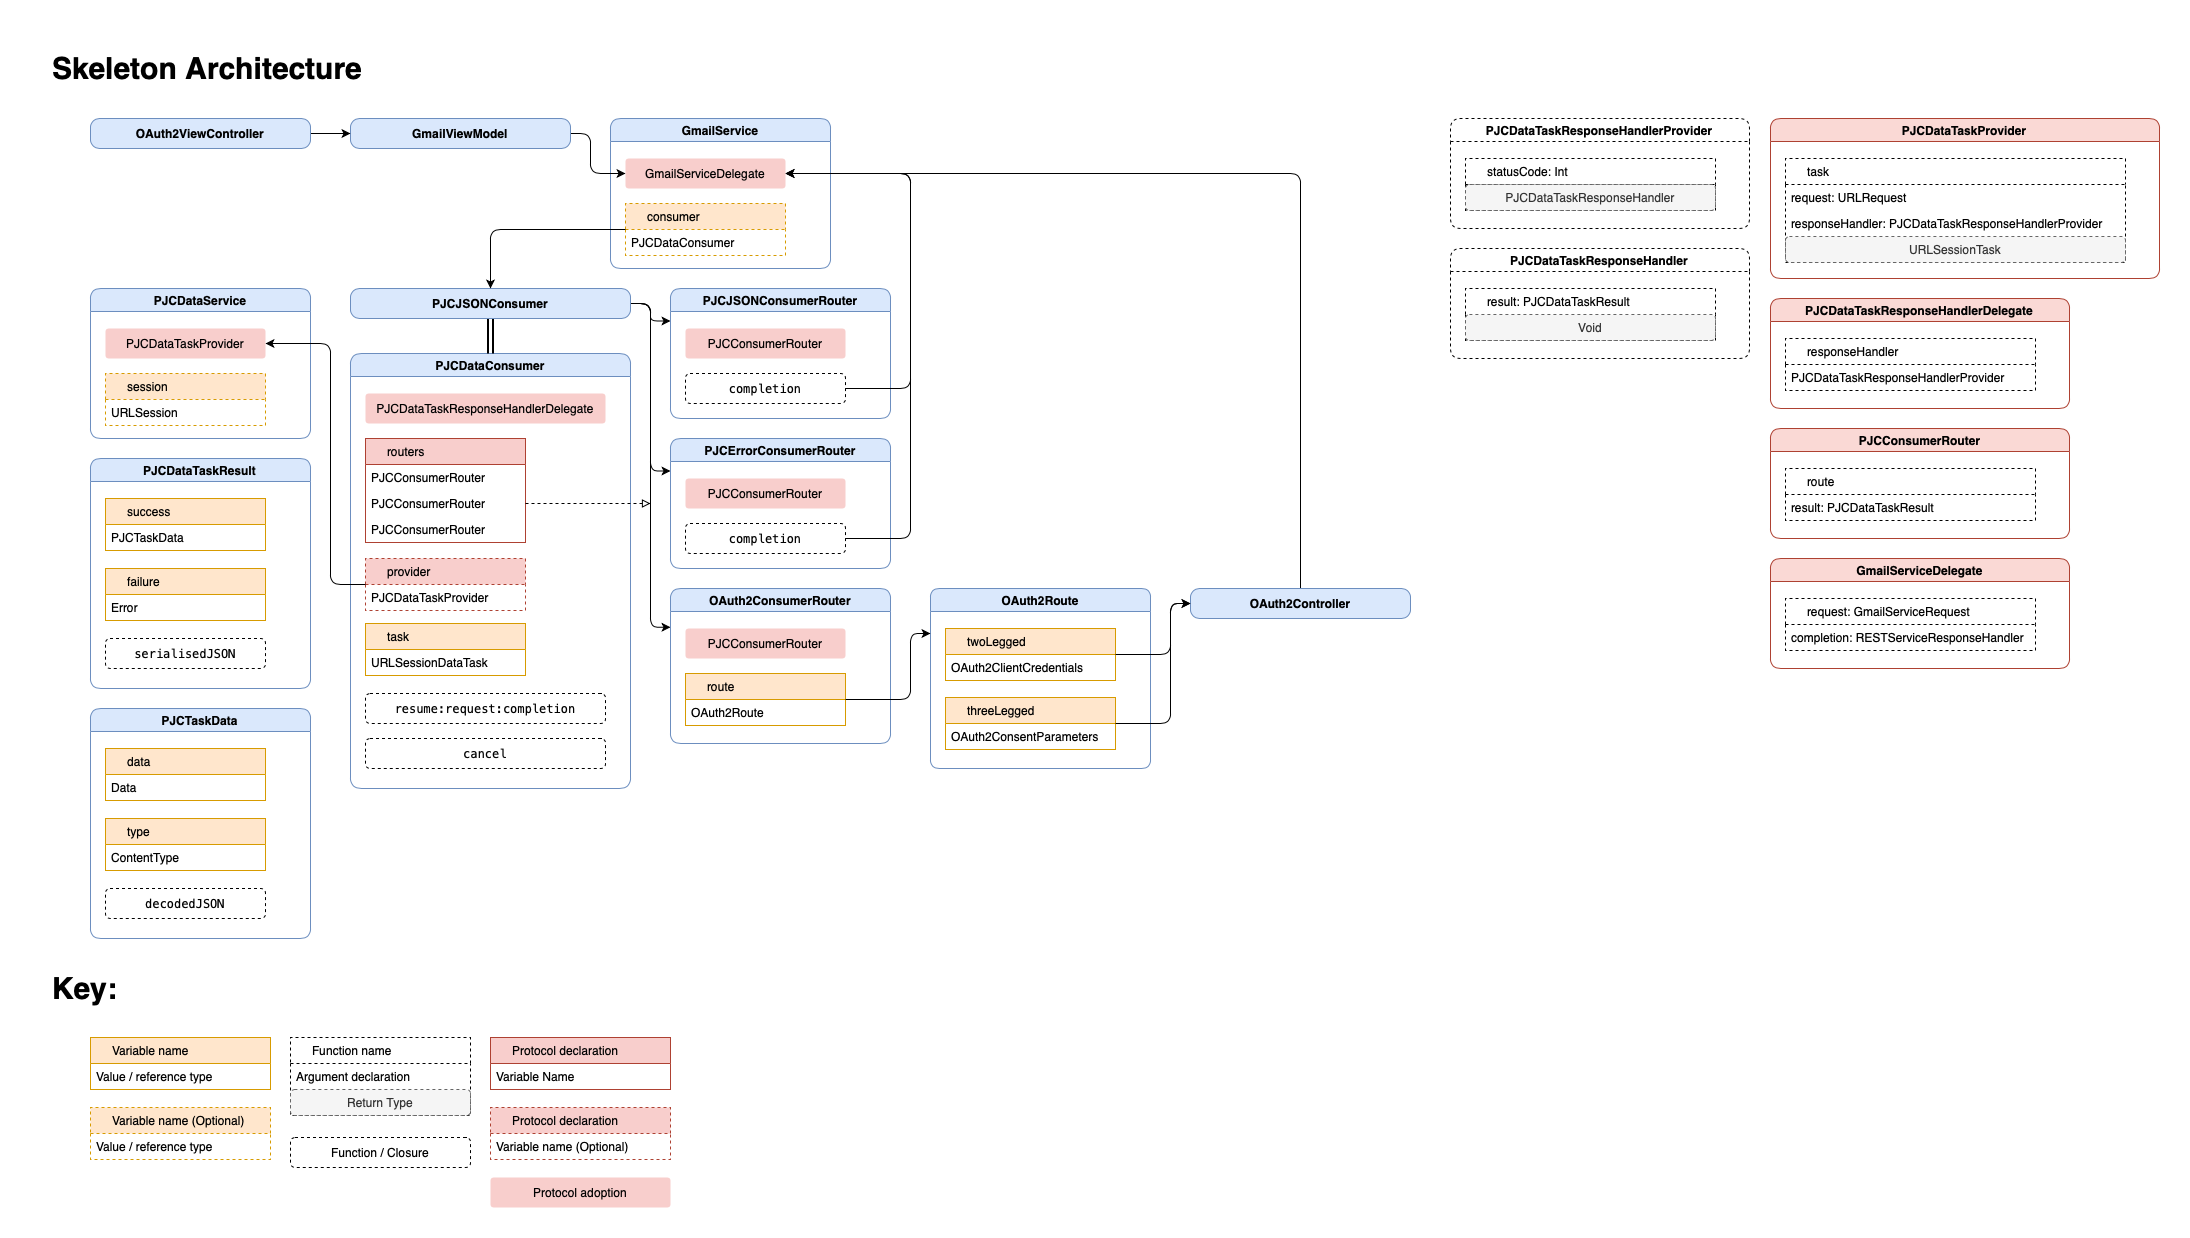 Skeleton Architecture
OAuth2ViewController
GmailViewModel
GmailService
GmailServiceDelegate
consumer
PJCDataConsumer
PJCDataService
PJCDataTaskProvider
session
URLSession
PJCDataTaskResult
success
PJCTaskData
failure
Error
serialisedJSON
PJCTaskData
data
Data
type
ContentType
decodedJSON
PJCJSONConsumer
PJCDataConsumer
PJCDataTaskResponseHandlerDelegate
routers
PJCConsumerRouter
PJCConsumerRouter
PJCConsumerRouter
provider
PJCDataTaskProvider
task
URLSessionDataTask
resume:request:completion
cancel
PJCJSONConsumerRouter
PJCConsumerRouter
completion
PJCErrorConsumerRouter
PJCConsumerRouter
completion
OAuth2ConsumerRouter
PJCConsumerRouter
route
OAuth2Route
OAuth2Route
twoLegged
OAuth2ClientCredentials
threeLegged
OAuth2ConsentParameters
OAuth2Controller
PJCDataTaskResponseHandlerProvider
statusCode: Int
PJCDataTaskResponseHandler
PJCDataTaskResponseHandler
result: PJCDataTaskResult
Void
PJCDataTaskProvider
task
request: URLRequest
responseHandler: PJCDataTaskResponseHandlerProvider
URLSessionTask
PJCDataTaskResponseHandlerDelegate
responseHandler
PJCDataTaskResponseHandlerProvider
PJCConsumerRouter
route
result: PJCDataTaskResult
GmailServiceDelegate
request: GmailServiceRequest
completion: RESTServiceResponseHandler
Key:
Variable name
Value / reference type
Variable name (Optional)
Value / reference type
Function name
Argument declaration
Return Type
Function / Closure
Protocol declaration
Variable Name
Protocol declaration
Variable name (Optional)
Protocol adoption